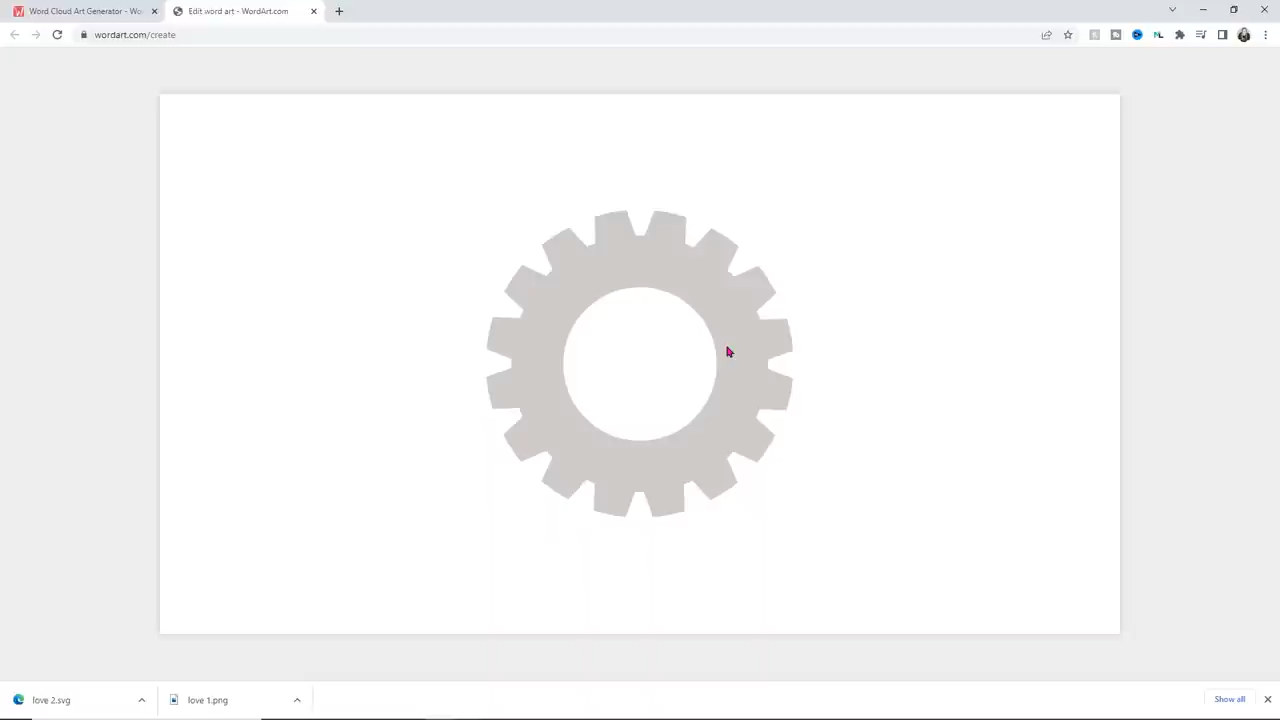 Word Cloud Art Generator - Wo
Edit word art - WordArt.com
wordart.com/create
love 2.svg
love 1.png
Show all